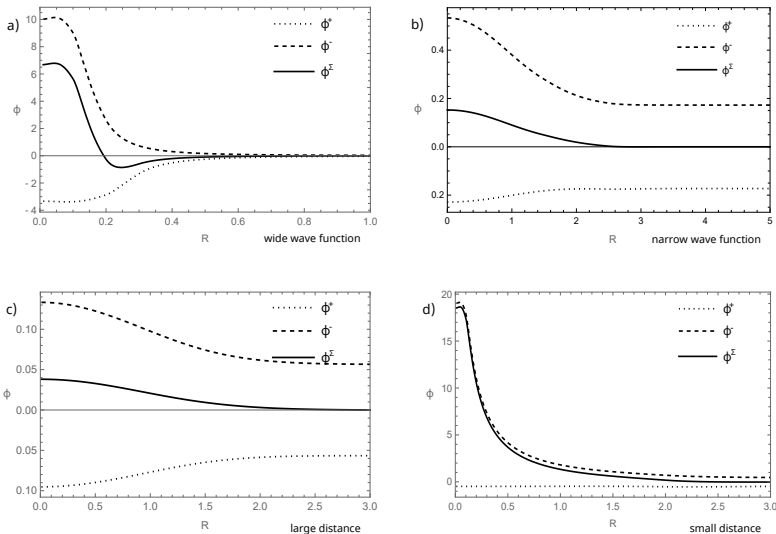 a)
ϕ⁺
ϕ⁻
ϕ^Σ
ϕ
10
8
6
4
2
0
- 2
- 4
0.0 0.2 0.4 0.6 0.8 1.0
R
wide wave function
b)
ϕ⁺
ϕ⁻
ϕ^Σ
ϕ
0.4
0.2
0.0
0.2
0 1 2 3 4 5
R
narrow wave function
c)
ϕ⁺
ϕ⁻
ϕ^Σ
ϕ
0.10
0.05
0.00
0.05
0.10
0.0 0.5 1.0 1.5 2.0 2.5 3.0
R
large distance
d)
ϕ⁺
ϕ⁻
ϕ^Σ
ϕ
20
15
10
5
0
0.0 0.5 1.0 1.5 2.0 2.5 3.0
R
small distance